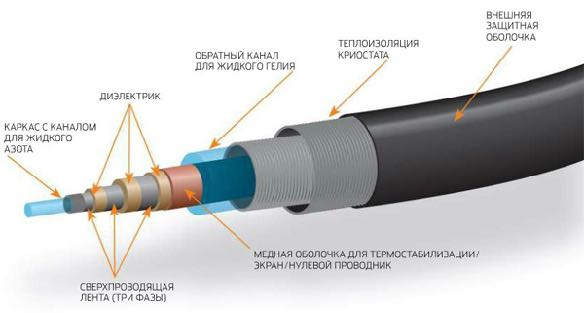 ВНЕШНЯЯ
ЗАЩИТНАЯ
ОБОЛОЧКА
ТЕПЛОИЗОЛЯЦИЯ
КРИОСТАТА
ОБРАТНЫЙ КАНАЛ
ДЛЯ ЖИДКОГО ГЕЛИЯ
ДИЭЛЕКТРИК
КАРКАС С КАНАЛОМ
ДЛЯ ЖИДКОГО
АЗОТА
МЕДНАЯ ОБОЛОЧКА ДЛЯ ТЕРМОСТАБИЛИЗАЦИИ/
ЭКРАН/НУЛЕВОЙ ПРОВОДНИК
СВЕРХПРОВОДЯЩАЯ
ЛЕНТА (ТРИ ФАЗЫ)